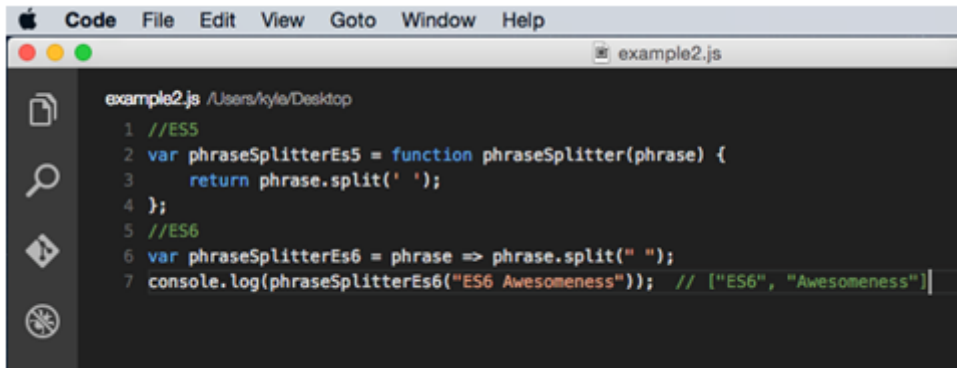 Code File Edit View Goto Window Help
example2.js
example2.js /Users/kyle/Desktop
1 //ES5
2 var phraseSplitterEs5 = function phraseSplitter(phrase) {
3     return phrase.split(' ');
4 };
5 //ES6
6 var phraseSplitterEs6 = phrase => phrase.split(" ");
7 console.log(phraseSplitterEs6("ES6 Awesomeness"));  // ["ES6", "Awesomeness"]